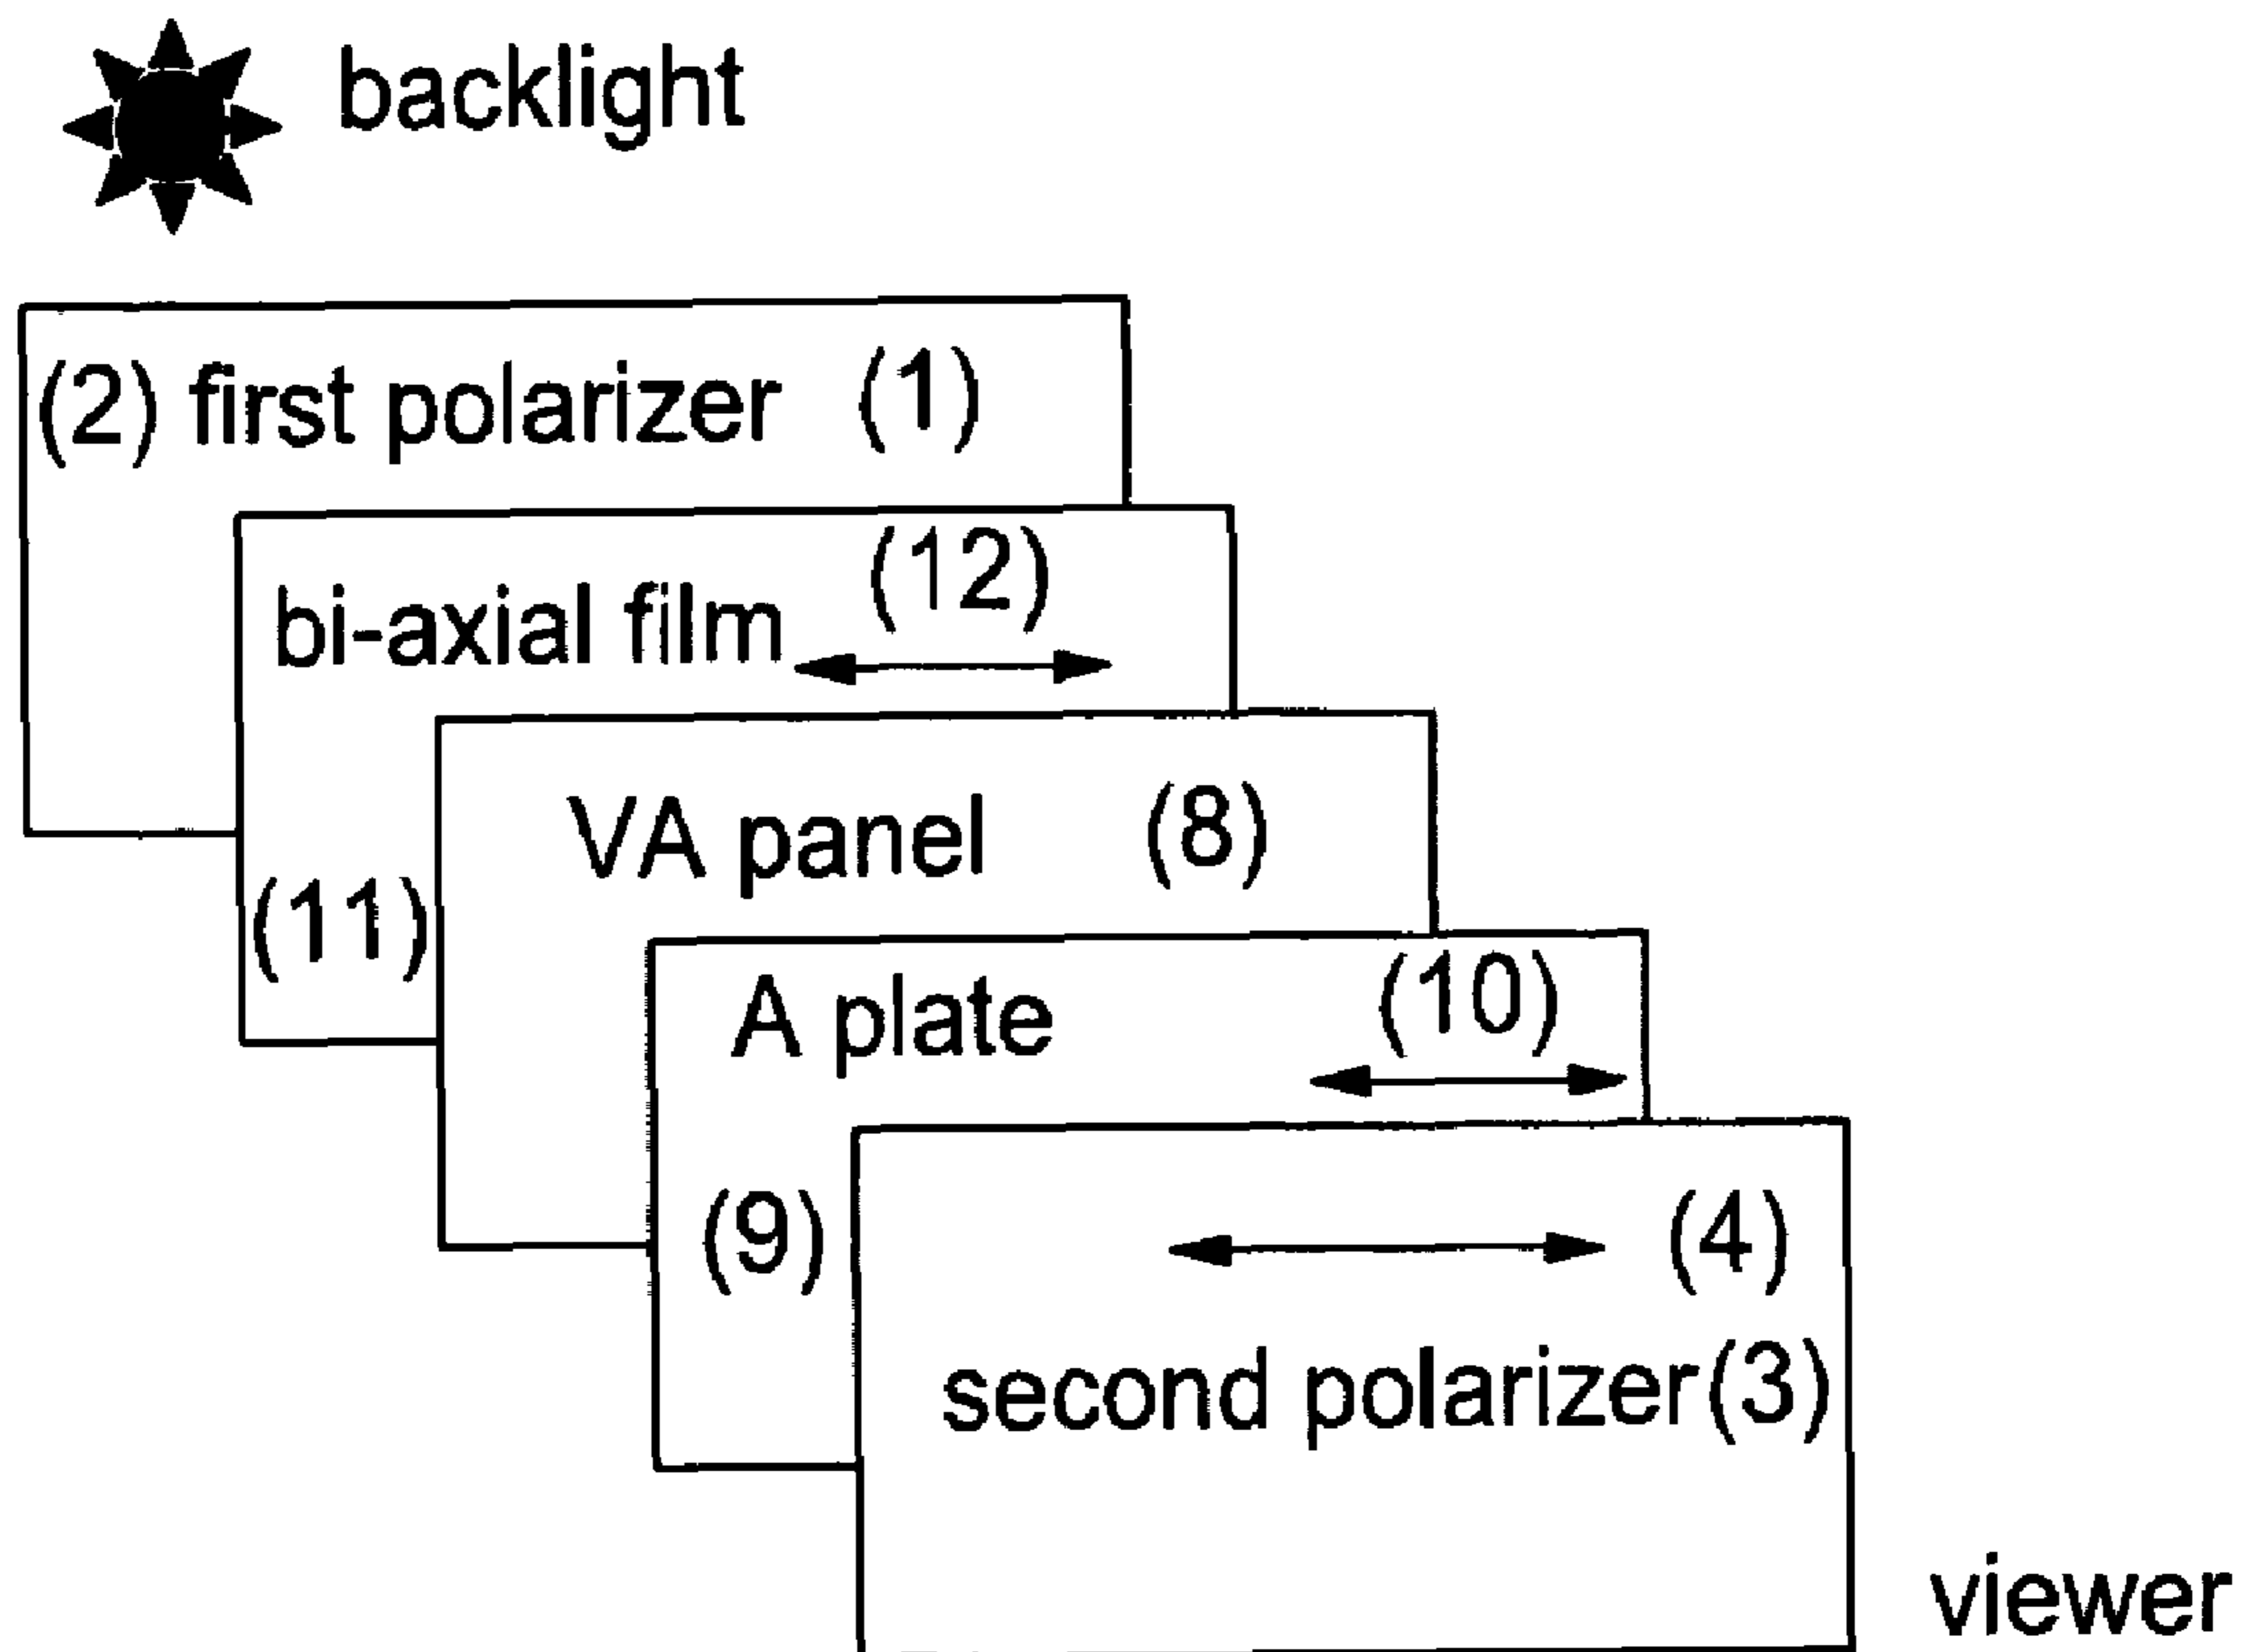 backlight
(2) first polarizer (1)
(12)
bi-axial film
VA panel (8)
(11)
A plate (10)
(9)
(4)
second polarizer(3)
viewer